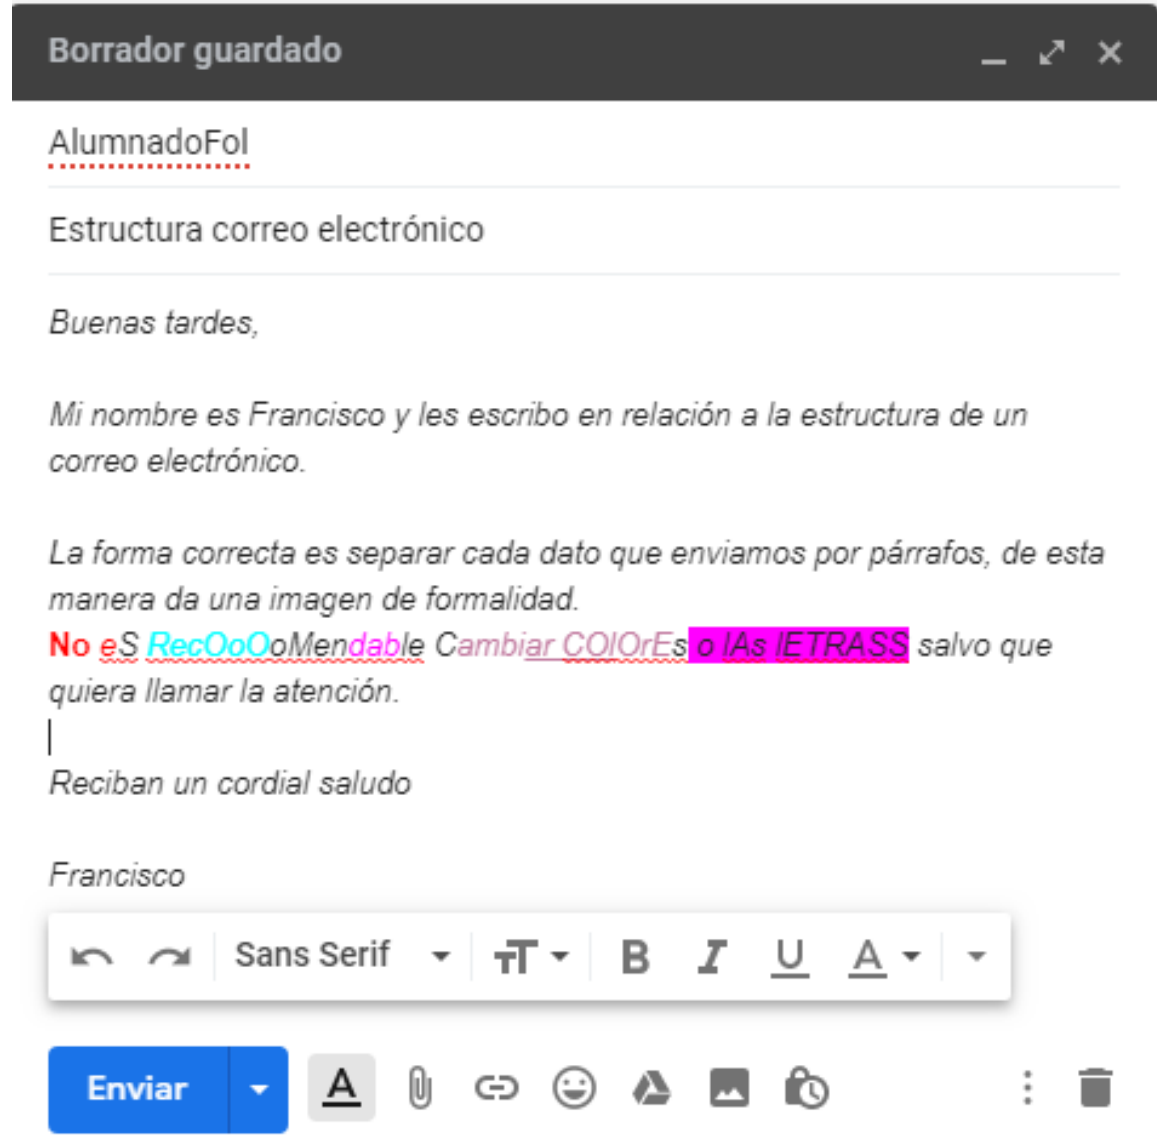 Borrador guardado
AlumnadoFol
Estructura correo electrónico
Buenas tardes,
Mi nombre es Francisco y les escribo en relación a la estructura de un
correo electrónico.
La forma correcta es separar cada dato que enviamos por párrafos, de esta
manera da una imagen de formalidad.
No eS RecOoOoMendable Cambiar COlOrEs o lAs lETRASS salvo que
quiera llamar la atención.
Reciban un cordial saludo
Francisco
Sans Serif
Enviar